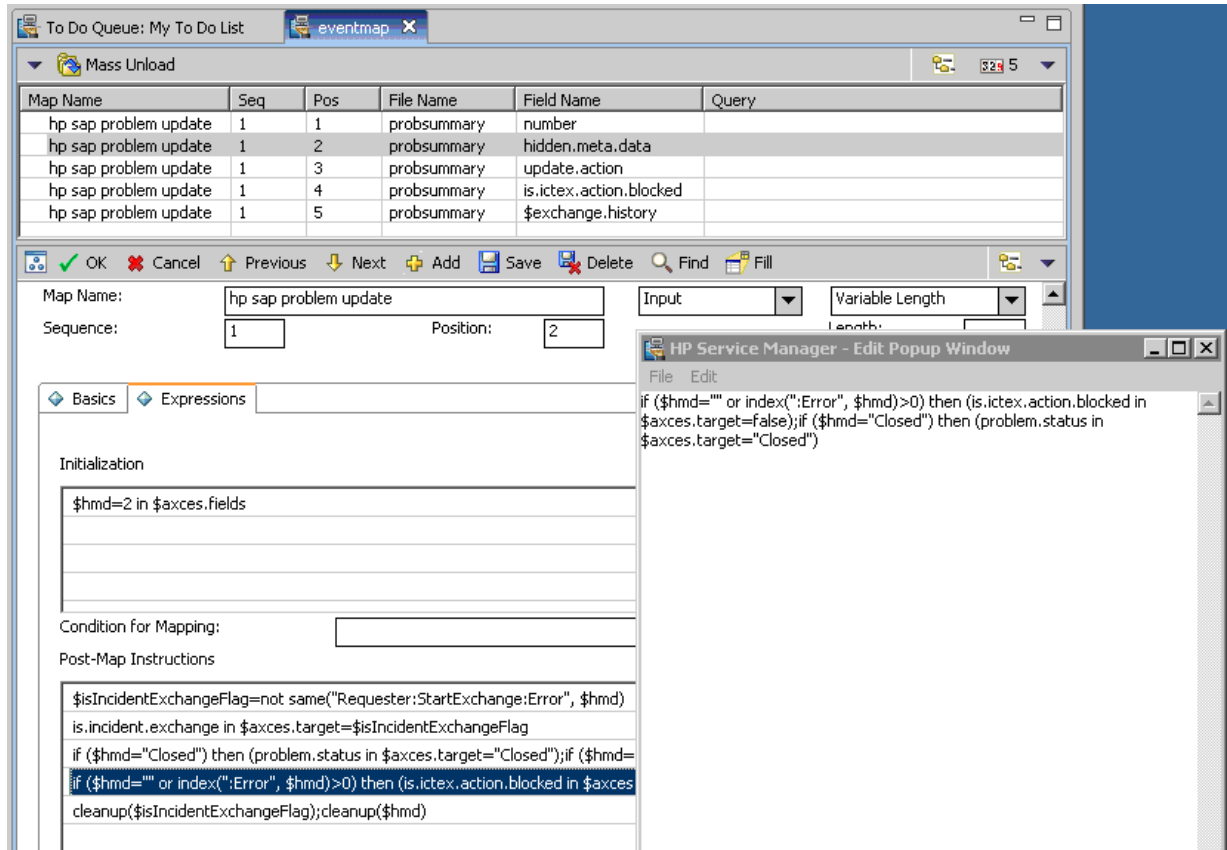 To Do Queue: My To Do List eventmap
Mass Unload 5
Map Name Seq Pos File Name Field Name Query
hp sap problem update 1 1 probsummary number
hp sap problem update 1 2 probsummary hidden.meta.data
hp sap problem update 1 3 probsummary update.action
hp sap problem update 1 4 probsummary is.ictex.action.blocked
hp sap problem update 1 5 probsummary $exchange.history
OK Cancel Previous Next Add Save Delete Find Fill
Map Name: hp sap problem update Input Variable Length
Sequence: 1 Position: 2 Length:
HP Service Manager - Edit Popup Window
File Edit
if ($hmd="" or index(":Error", $hmd)>0) then (is.ictex.action.blocked in
$axces.target=false);if ($hmd="Closed") then (problem.status in
$axces.target="Closed")
Basics Expressions
Initialization
$hmd=2 in $axces.fields
Condition for Mapping:
Post-Map Instructions
$isIncidentExchangeFlag=not same("Requester:StartExchange:Error", $hmd)
is.incident.exchange in $axces.target=$isIncidentExchangeFlag
if ($hmd="Closed") then (problem.status in $axces.target="Closed");if ($hmd=
if ($hmd="" or index(":Error", $hmd)>0) then (is.ictex.action.blocked in $axces
cleanup($isIncidentExchangeFlag);cleanup($hmd)